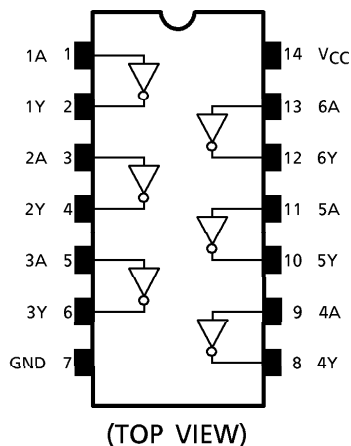 1A 1 14 VCC
1Y 2 13 6A
2A 3 12 6Y
2Y 4 11 5A
3A 5 10 5Y
3Y 6 9 4A
GND 7 8 4Y
(TOP VIEW)